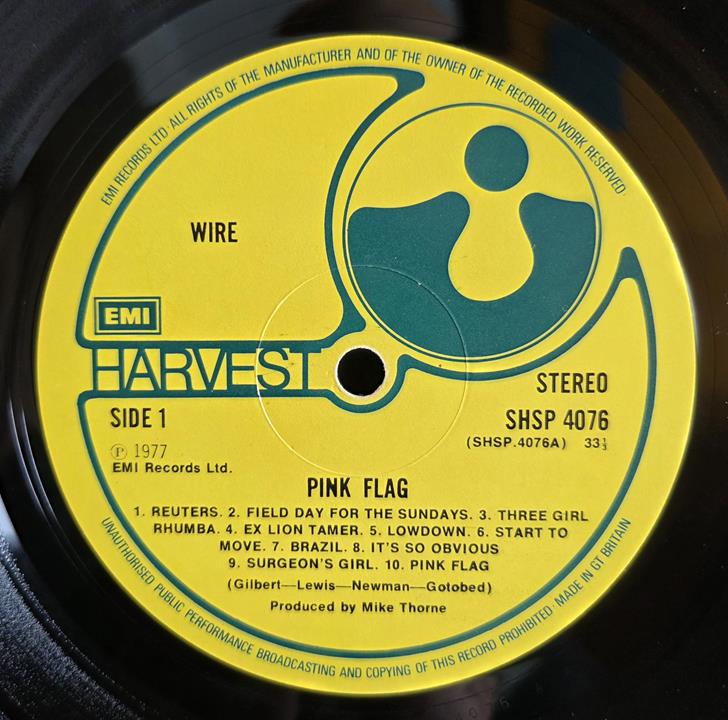 EMI RECORDS LTD· ALL RIGHTS OF THE MANUFACTURER AND OF THE OWNER OF THE RECORDED WORK RESERVED·
WIRE
EMI
HARVEST
STEREO
SIDE 1
SHSP 4076
(SHSP.4076A) 33⅓
Ⓟ 1977
EMI Records Ltd.
PINK FLAG
1. REUTERS. 2. FIELD DAY FOR THE SUNDAYS. 3. THREE GIRL
RHUMBA. 4. EX LION TAMER. 5. LOWDOWN. 6. START TO
MOVE. 7. BRAZIL. 8. IT'S SO OBVIOUS
9. SURGEON'S GIRL. 10. PINK FLAG
(Gilbert—Lewis—Newman—Gotobed)
Produced by Mike Thorne
UNAUTHORISED PUBLIC PERFORMANCE BROADCASTING AND COPYING OF THIS RECORD PROHIBITED· MADE IN GT BRITAIN